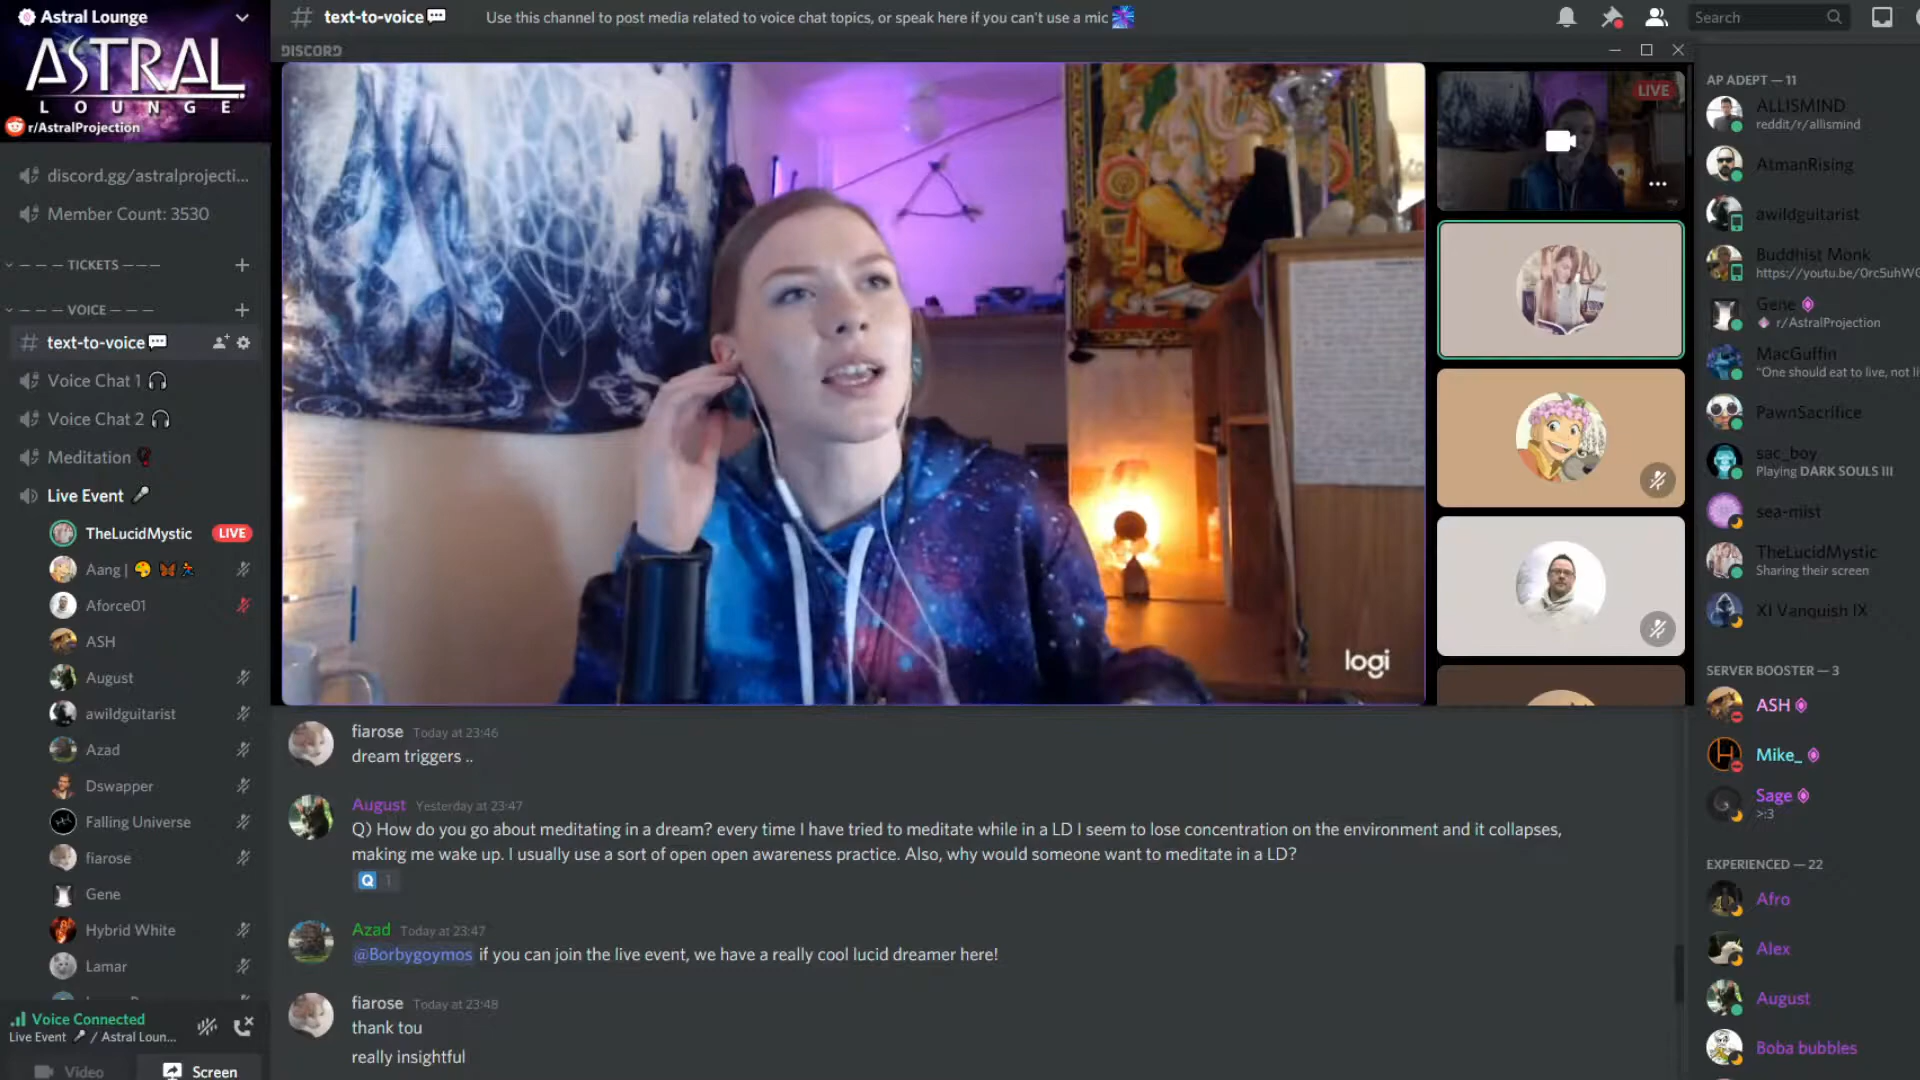 Astral Lounge
ASTRAL
LOUNGE
r/AstralProjection
discord.gg/astralprojecti...
Member Count: 3530
— — — TICKETS — — —
— — — VOICE — — —
text-to-voice
Voice Chat 1
Voice Chat 2
Meditation
Live Event
TheLucidMystic LIVE
Aang |
Aforce01
ASH
August
awildguitarist
Azad
Dswapper
Falling Universe
fiarose
Gene
Hybrid White
Lamar
Voice Connected
Live Event / Astral Loun...
Video
Screen
# text-to-voice Use this channel to post media related to voice chat topics, or speak here if you can't use a mic
Search
DISCORD
LIVE
logi
fiarose Today at 23:46
dream triggers ..
August Yesterday at 23:47
Q) How do you go about meditating in a dream? every time I have tried to meditate while in a LD I seem to lose concentration on the environment and it collapses,
making me wake up. I usually use a sort of open open awareness practice. Also, why would someone want to meditate in a LD?
Q 1
Azad Today at 23:47
@Borbygoymos if you can join the live event, we have a really cool lucid dreamer here!
fiarose Today at 23:48
thank tou
really insightful
AP ADEPT — 11
ALLISMIND
reddit/r/allismind
AtmanRising
awildguitarist
Buddhist Monk
Gene
r/AstralProjection
MacGuffin
"One should eat to live, not li
PawnSacrifice
sac_boy
Playing DARK SOULS III
sea-mist
TheLucidMystic
Sharing their screen
XI Vanquish IX
SERVER BOOSTER — 3
ASH
Mike_
Sage
>:3
EXPERIENCED — 22
Afro
Alex
August
Boba bubbles